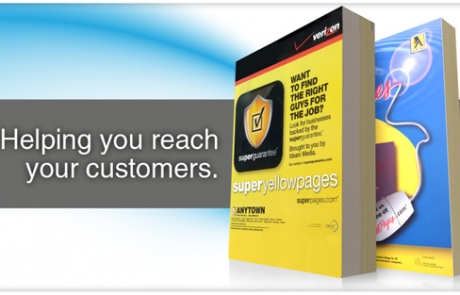 Helping you reach
your customers.
verizon
WANT
TO FIND
THE RIGHT
GUYS FOR
THE JOB?
Look for businesses
backed by the
superguarantee.
Brought to you by
Idearc Media.
superguarantee
superyellowpages
superpages.com
ANYTOWN